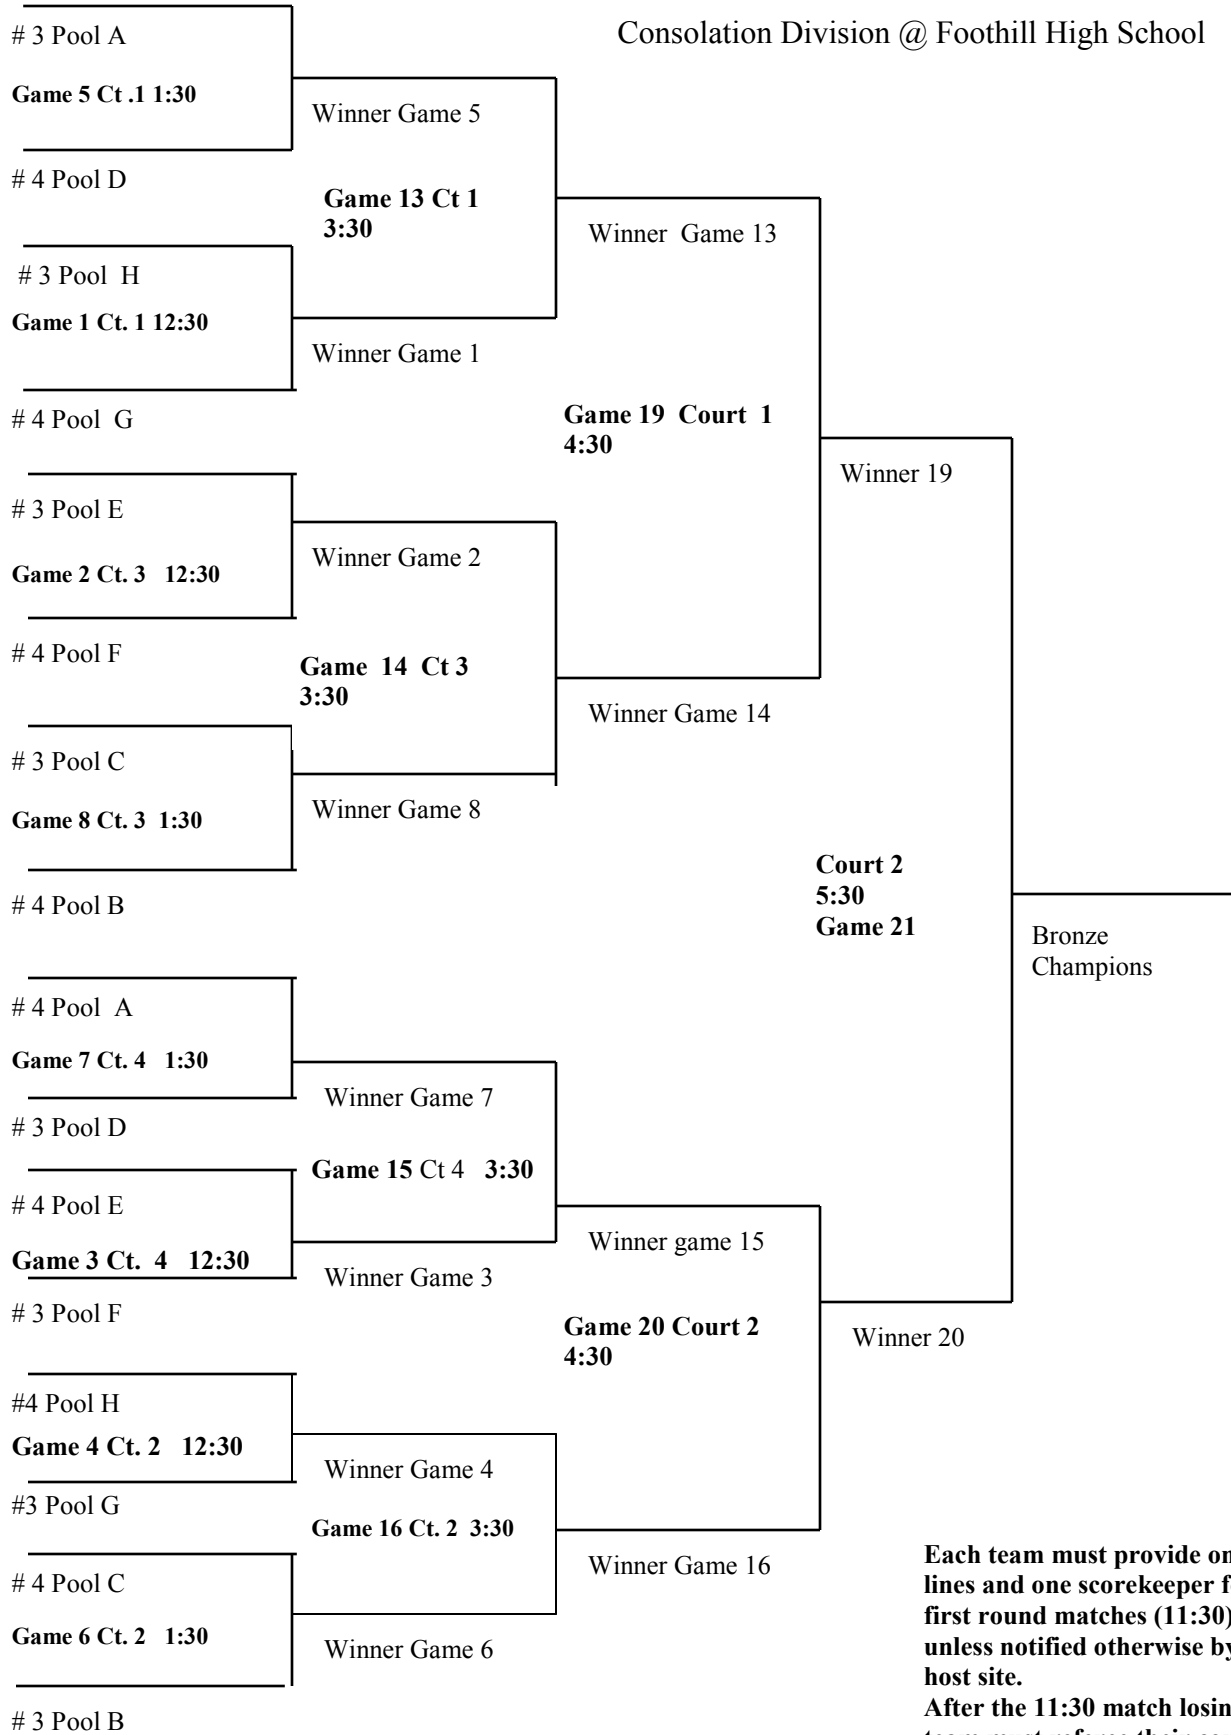 Consolation Division @ Foothill High School
# 3 Pool A
Game 5 Ct .1 1:30
Winner Game 5
# 4 Pool D
Game 13 Ct 1
3:30
Winner Game 13
# 3 Pool H
Game 1 Ct. 1 12:30
Winner Game 1
# 4 Pool G
Game 19 Court 1
4:30
Winner 19
# 3 Pool E
Winner Game 2
Game 2 Ct. 3 12:30
# 4 Pool F
Game 14 Ct 3
3:30
Winner Game 14
# 3 Pool C
Game 8 Ct. 3 1:30
Winner Game 8
# 4 Pool B
Court 2
5:30
Game 21
Bronze
Champions
# 4 Pool A
Game 7 Ct. 4 1:30
Winner Game 7
# 3 Pool D
Game 15 Ct 4 3:30
# 4 Pool E
Winner game 15
Game 3 Ct. 4 12:30
Winner Game 3
# 3 Pool F
Game 20 Court 2
4:30
Winner 20
#4 Pool H
Game 4 Ct. 2 12:30
Winner Game 4
#3 Pool G
Game 16 Ct. 2 3:30
Winner Game 16
# 4 Pool C
Game 6 Ct. 2 1:30
Winner Game 6
# 3 Pool B
Each team must provide
lines and one scorekeeper
first round matches (11:30)
unless notified otherwise
host site.
After the 11:30 match